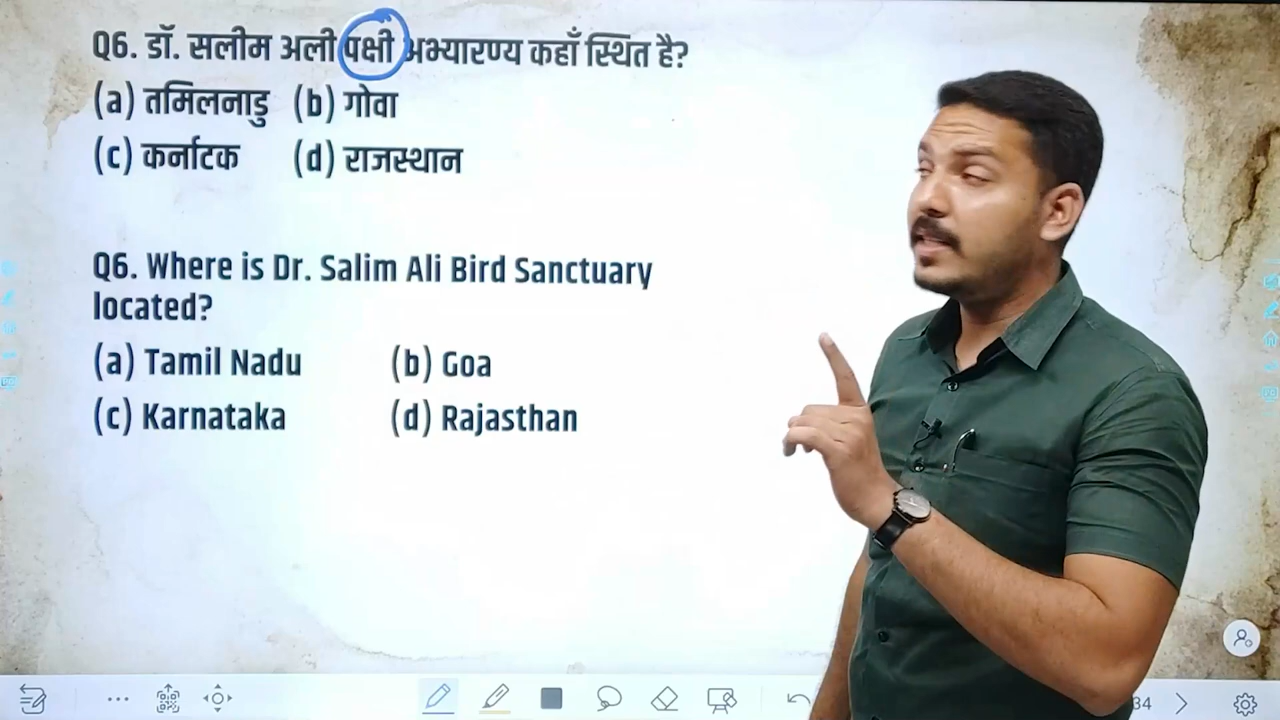 Q6. डॉ. सलीम अली पक्षी अभ्यारण्य कहाँ स्थित है?
(a) तमिलनाडु (b) गोवा
(c) कर्नाटक (d) राजस्थान
Q6. Where is Dr. Salim Ali Bird Sanctuary
located?
(a) Tamil Nadu (b) Goa
(c) Karnataka (d) Rajasthan
34